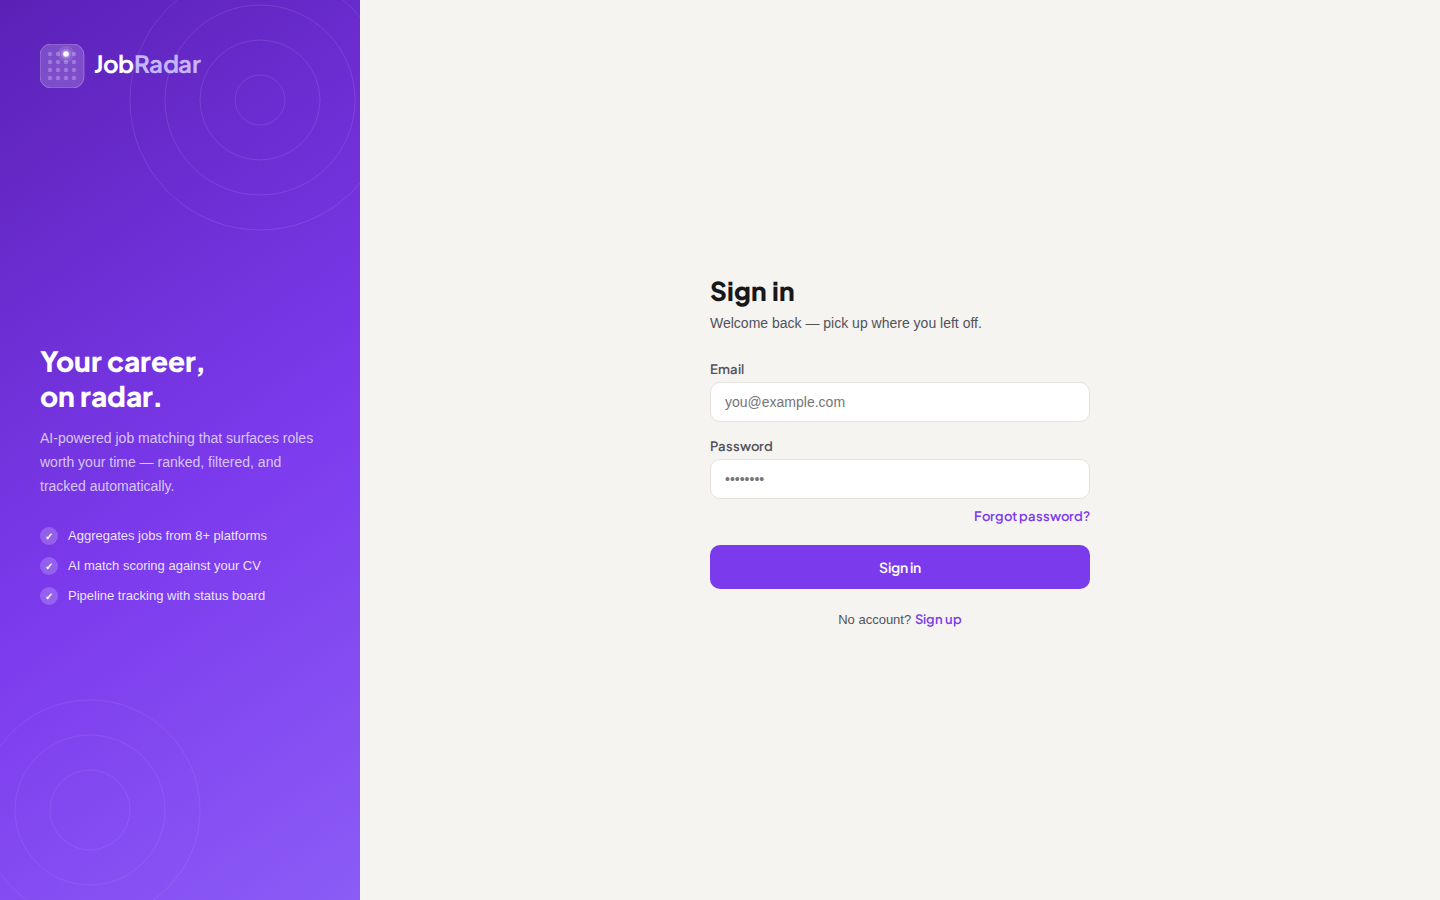 JobRadar
Your career,
on radar.
AI-powered job matching that surfaces roles
worth your time — ranked, filtered, and
tracked automatically.
✓ Aggregates jobs from 8+ platforms
✓ AI match scoring against your CV
✓ Pipeline tracking with status board
Sign in
Welcome back — pick up where you left off.
Email
you@example.com
Password
••••••••
Forgot password?
Sign in
No account? Sign up